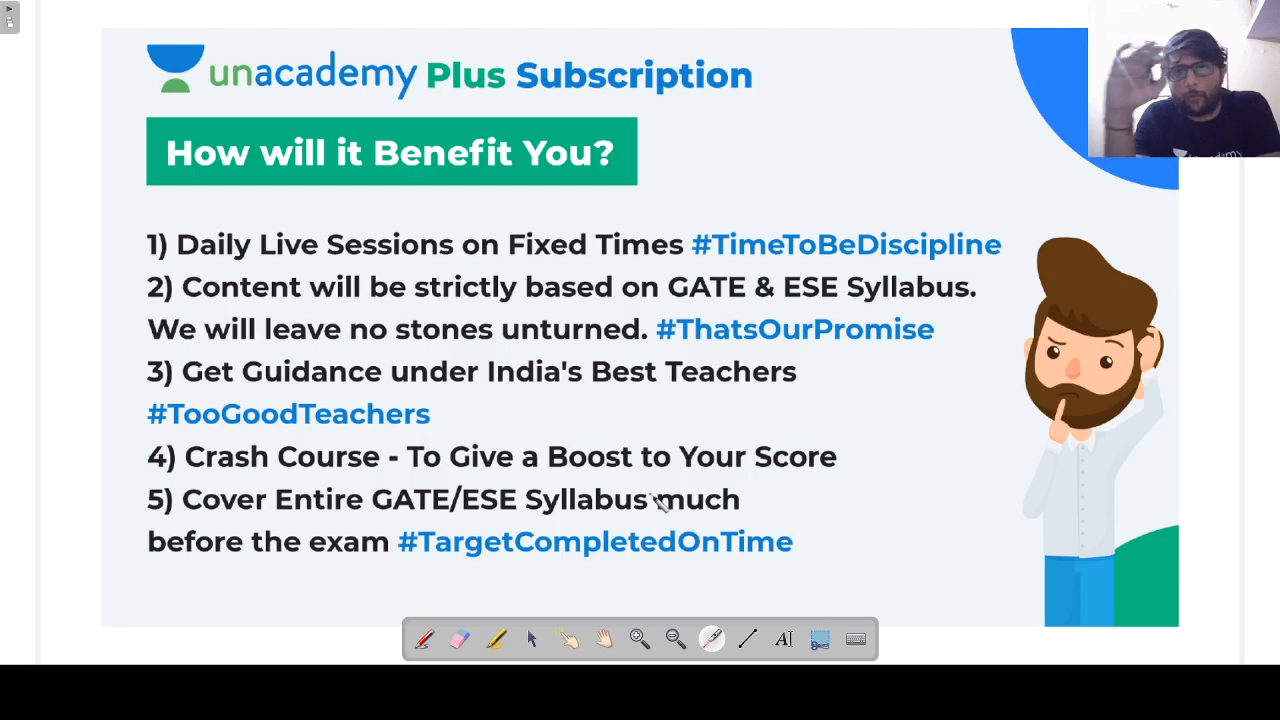 unacademy Plus Subscription
How will it Benefit You?
1) Daily Live Sessions on Fixed Times #TimeToBeDiscipline
2) Content will be strictly based on GATE & ESE Syllabus.
We will leave no stones unturned. #ThatsOurPromise
3) Get Guidance under India's Best Teachers
#TooGoodTeachers
4) Crash Course - To Give a Boost to Your Score
5) Cover Entire GATE/ESE Syllabus much
before the exam #TargetCompletedOnTime
unacademy
AI